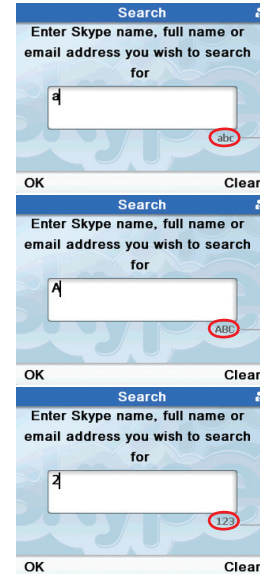 Search
Enter Skype name, full name or
email address you wish to search
for
a
abc
OK Clear
Search
Enter Skype name, full name or
email address you wish to search
for
A
ABC
OK Clear
Search
Enter Skype name, full name or
email address you wish to search
for
2
123
OK Clear